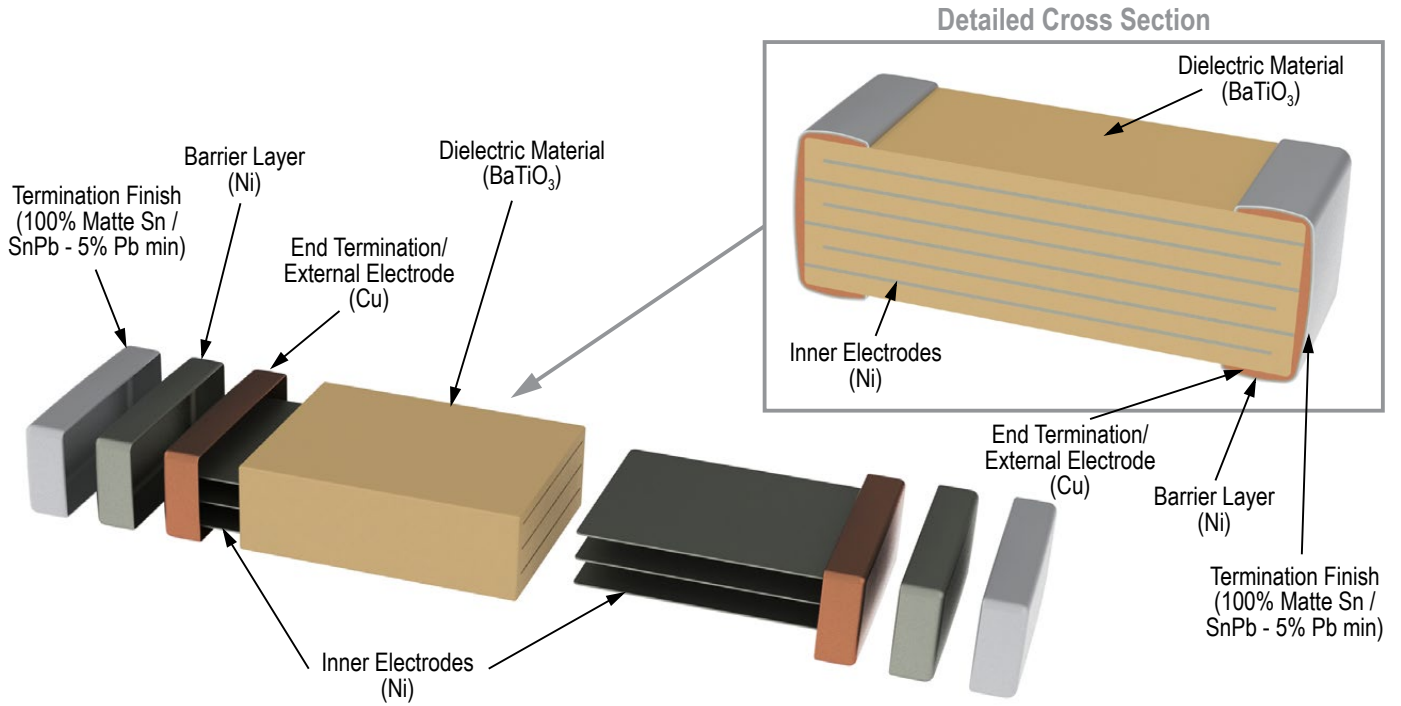 Detailed Cross Section
Dielectric Material
(BaTiO₃)
Inner Electrodes
(Ni)
End Termination/
External Electrode
(Cu)
Barrier Layer
(Ni)
Termination Finish
(100% Matte Sn /
SnPb - 5% Pb min)
Termination Finish
(100% Matte Sn /
SnPb - 5% Pb min)
Barrier Layer
(Ni)
End Termination/
External Electrode
(Cu)
Dielectric Material
(BaTiO₃)
Inner Electrodes
(Ni)